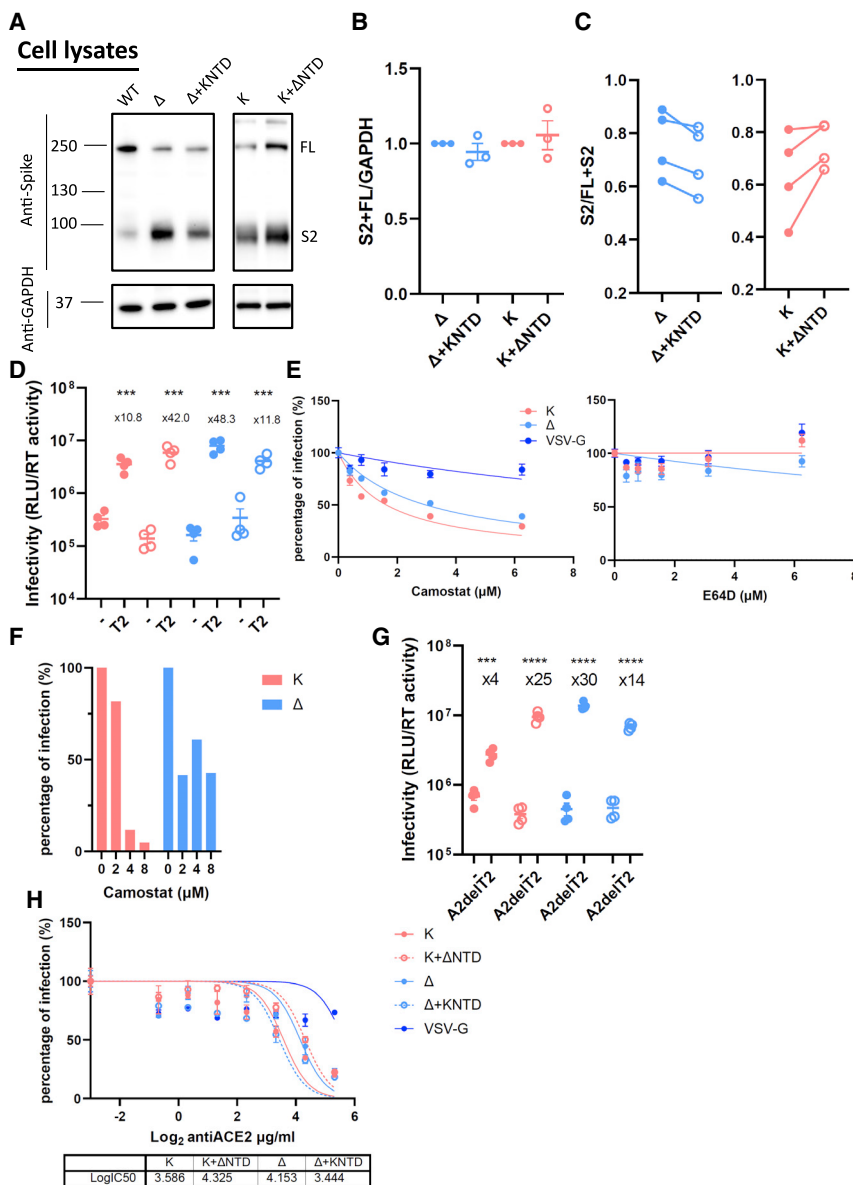 A
Cell lysates
WT Δ Δ+KNTD K K+ΔNTD
Anti-Spike
250
130
100
FL
S2
Anti-GAPDH
37
B
S2+FL/GAPDH
1.5
1.0
0.5
0.0
Δ Δ+KNTD K K+ΔNTD
C
S2/FL+S2
1.0
0.8
0.6
0.4
0.2
Δ Δ+KNTD
1.0
0.8
0.6
0.4
0.2
K K+ΔNTD
D
Infectivity (RLU/RT activity)
10⁸
10⁷
10⁶
10⁵
10⁴
*** *** *** ***
x10.8 x42.0 x48.3 x11.8
- T2 - T2 - T2 - T2
E
percentage of infection (%)
150
100
50
0
0 2 4 6 8
Camostat (µM)
K
Δ
VSV-G
150
100
50
0
0 2 4 6 8
E64D (µM)
F
percentage of infection (%)
100
50
0
0 2 4 8 0 2 4 8
Camostat (µM)
K
Δ
G
Infectivity (RLU/RT activity)
10⁸
10⁷
10⁶
10⁵
*** **** **** ****
x4 x25 x30 x14
- A2delT2 - A2delT2 - A2delT2 - A2delT2
H
percentage of infection (%)
150
100
50
0
-2 0 2 4 6
Log₂ antiACE2 µg/ml
K
K+ΔNTD
Δ
Δ+KNTD
VSV-G
K K+ΔNTD Δ Δ+KNTD
LogIC50 3.586 4.325 4.153 3.444